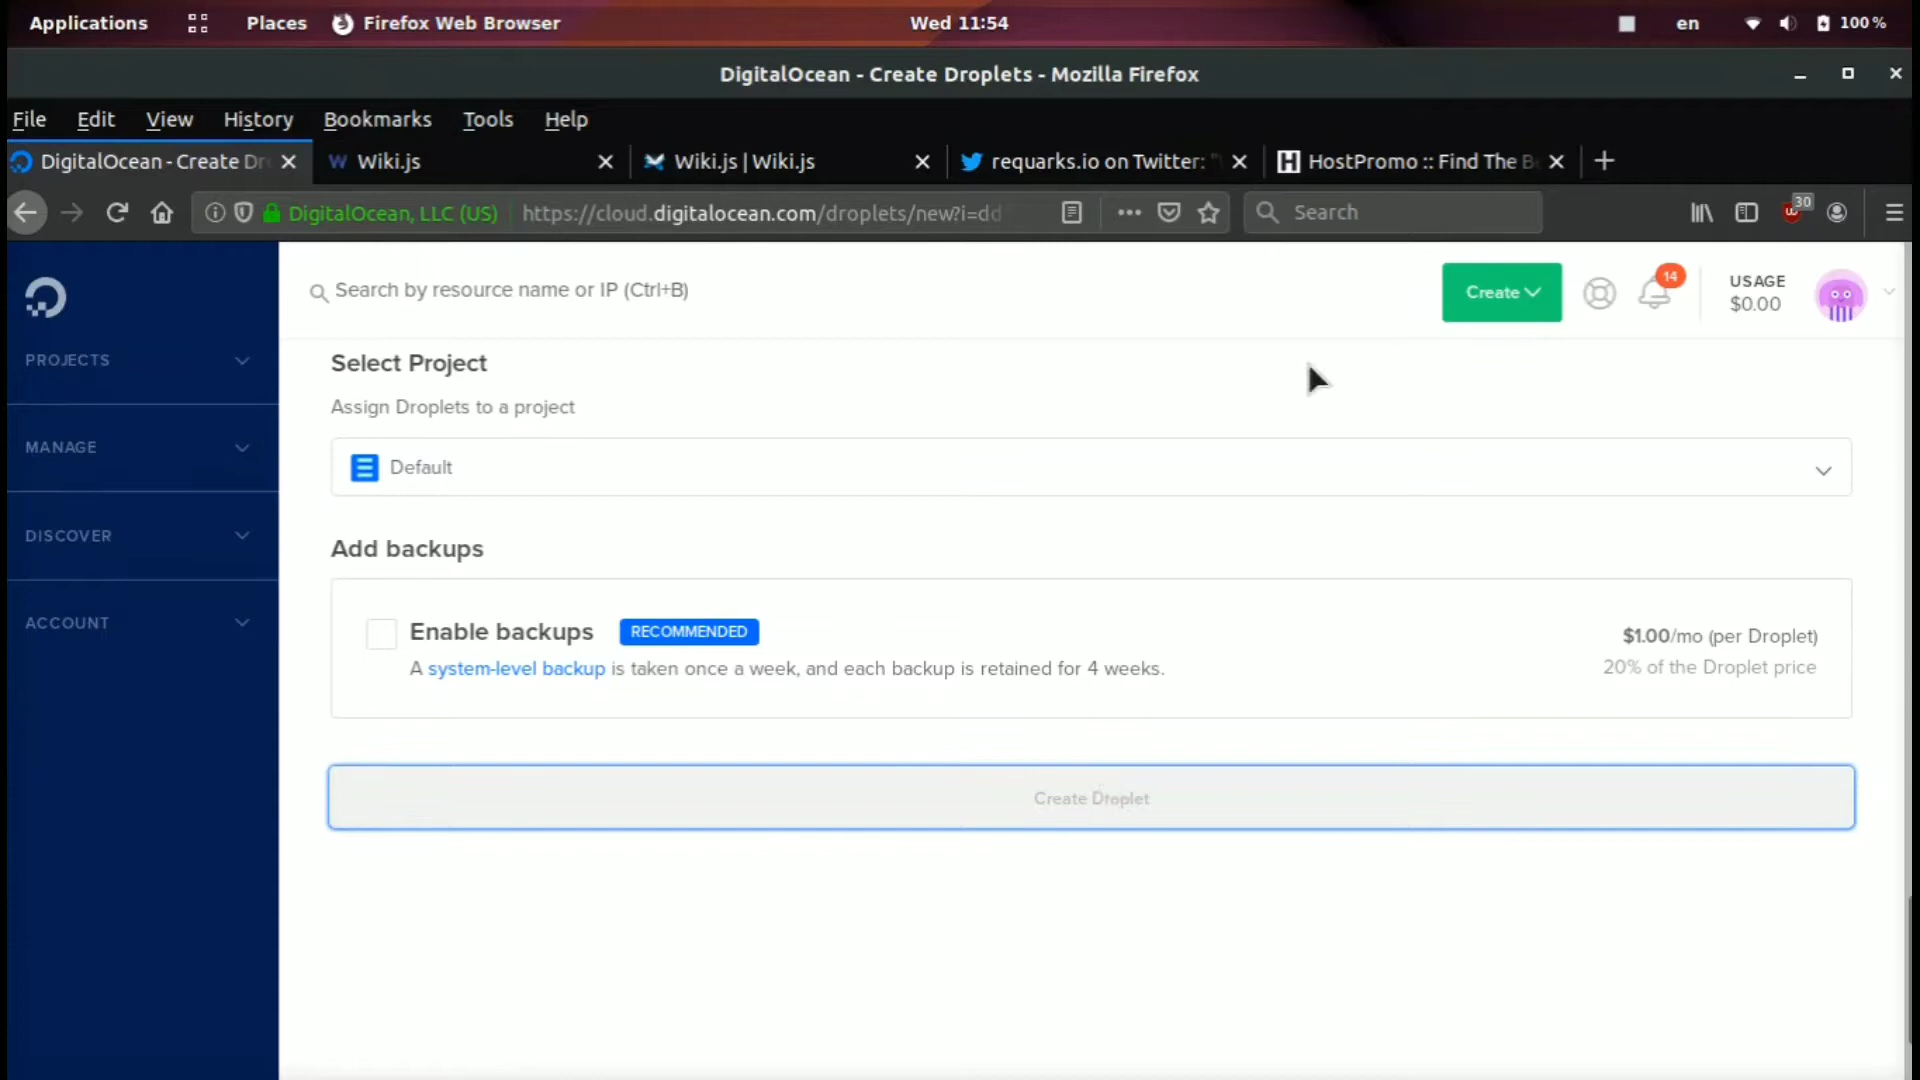 Applications Places Firefox Web Browser Wed 11:54 en 100 %
DigitalOcean - Create Droplets - Mozilla Firefox
File Edit View History Bookmarks Tools Help
DigitalOcean - Create Dr Wiki.js Wiki.js | Wiki.js requarks.io on Twitter: " HostPromo :: Find The B
DigitalOcean, LLC (US) https://cloud.digitalocean.com/droplets/new?i=dd Search 30
Search by resource name or IP (Ctrl+B) Create 14 USAGE
$0.00
PROJECTS
MANAGE
DISCOVER
ACCOUNT
Select Project
Assign Droplets to a project
Default
Add backups
Enable backups RECOMMENDED $1.00/mo (per Droplet)
A system-level backup is taken once a week, and each backup is retained for 4 weeks. 20% of the Droplet price
Create Droplet